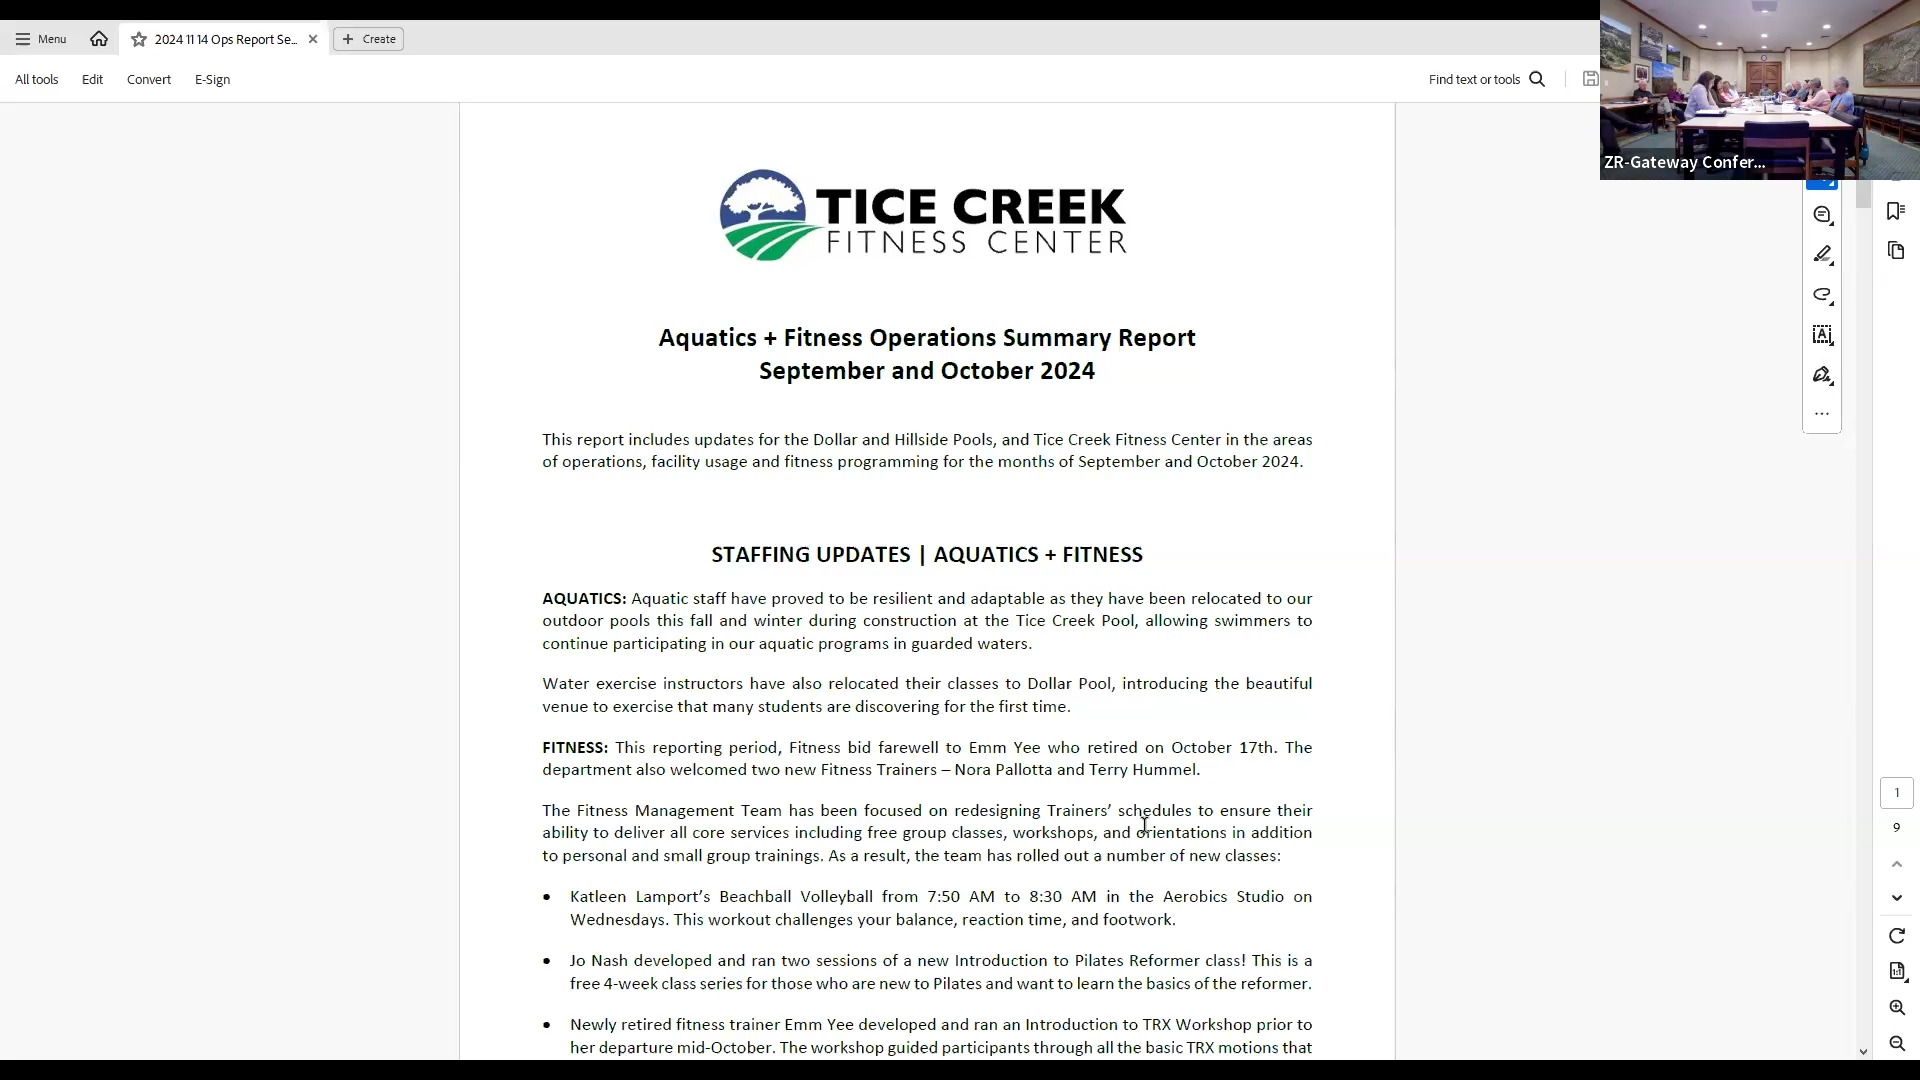 Menu
2024 11 14 Ops Report Se...
Create
All tools
Edit
Convert
E-Sign
Find text or tools
ZR-Gateway Confer...
TICE CREEK
FITNESS CENTER
Aquatics + Fitness Operations Summary Report
September and October 2024
This report includes updates for the Dollar and Hillside Pools, and Tice Creek Fitness Center in the areas
of operations, facility usage and fitness programming for the months of September and October 2024.
STAFFING UPDATES | AQUATICS + FITNESS
AQUATICS: Aquatic staff have proved to be resilient and adaptable as they have been relocated to our
outdoor pools this fall and winter during construction at the Tice Creek Pool, allowing swimmers to
continue participating in our aquatic programs in guarded waters.
Water exercise instructors have also relocated their classes to Dollar Pool, introducing the beautiful
venue to exercise that many students are discovering for the first time.
FITNESS: This reporting period, Fitness bid farewell to Emm Yee who retired on October 17th. The
department also welcomed two new Fitness Trainers – Nora Pallotta and Terry Hummel.
The Fitness Management Team has been focused on redesigning Trainers’ schedules to ensure their
ability to deliver all core services including free group classes, workshops, and orientations in addition
to personal and small group trainings. As a result, the team has rolled out a number of new classes:
• Katleen Lamport’s Beachball Volleyball from 7:50 AM to 8:30 AM in the Aerobics Studio on
Wednesdays. This workout challenges your balance, reaction time, and footwork.
• Jo Nash developed and ran two sessions of a new Introduction to Pilates Reformer class! This is a
free 4-week class series for those who are new to Pilates and want to learn the basics of the reformer.
• Newly retired fitness trainer Emm Yee developed and ran an Introduction to TRX Workshop prior to
her departure mid-October. The workshop guided participants through all the basic TRX motions that
1
9